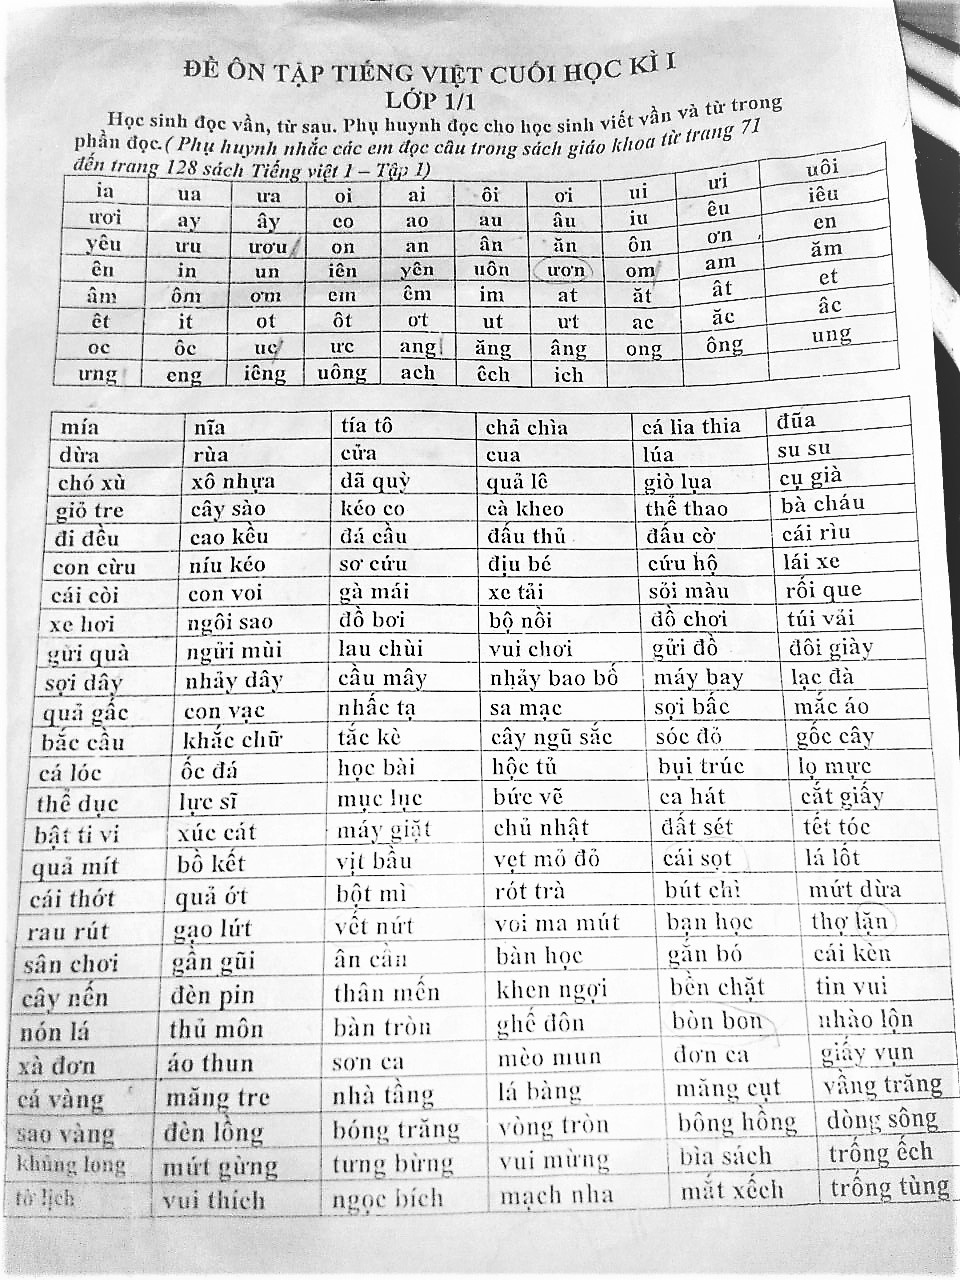 ĐỀ ÔN TẬP TIẾNG VIỆT CUỐI HỌC KÌ I
LỚP 1/1
Học sinh đọc vần, từ sau. Phụ huynh đọc cho học sinh viết vần và từ trong
phần đọc.( Phụ huynh nhắc các em đọc câu trong sách giáo khoa từ trang 71
đến trang 128 sách Tiếng việt 1 – Tập 1)
ia ua ưa oi ai ôi ơi ui ưi uôi
ươi ay ây eo ao au âu iu êu iêu
yêu ưu ươu on an ân ăn ôn ơn en
ên in un iên yên uôn ươn om am ăm
âm ôm ơm em êm im at ăt ât et
êt it ot ôt ơt ut ưt ac ăc âc
oc ôc uc ưc ang ăng âng ong ông ung
ưng eng iêng uông ach êch ich
mía nĩa tía tô chả chìa cá lia thia đũa
dừa rùa cửa cua lúa su su
chó xù xô nhựa dã quỳ quả lê giò lụa cụ già
giỏ tre cây sào kéo co cà kheo thể thao bà cháu
đi đều cao kều đá cầu đấu thủ đấu cờ cái rìu
con cừu níu kéo sơ cứu địu bé cứu hộ lái xe
cái còi con voi gà mái xe tải sỏi màu rối que
xe hơi ngôi sao đồ bơi bộ nồi đồ chơi túi vải
gửi quà ngửi mùi lau chùi vui chơi gửi đồ đôi giày
sợi dây nhảy dây cầu mây nhảy bao bố máy bay lạc đà
quả gấc con vạc nhấc tạ sa mạc sợi bấc mắc áo
bắc cầu khắc chữ tắc kè cây ngũ sắc sóc đỏ gốc cây
cá lóc ốc đá học bài hộc tủ bụi trúc lọ mực
thể dục lực sĩ mục lục bức vẽ ca hát cắt giấy
bật ti vi xúc cát máy giặt chủ nhật đất sét tết tóc
quả mít bồ kết vịt bầu vẹt mỏ đỏ cái sọt lá lốt
cái thớt quả ớt bột mì rót trà bút chì mứt dừa
rau rút gạo lứt vết nứt voi ma mút bạn học thợ lặn
sân chơi gần gũi ân cần bàn học gắn bó cái kèn
cây nến đèn pin thân mến khen ngợi bền chặt tin vui
nón lá thủ môn bàn tròn ghế đôn bòn bon nhào lộn
xà đơn áo thun sơn ca mèo mun đơn ca giấy vụn
cá vàng măng tre nhà tầng lá bàng măng cụt vầng trăng
sao vàng đèn lồng bóng trăng vòng tròn bông hồng dòng sông
khủng long mứt gừng tưng bừng vui mừng bìa sách trống ếch
tờ lịch vui thích ngọc bích mạch nha mắt xếch trống tùng